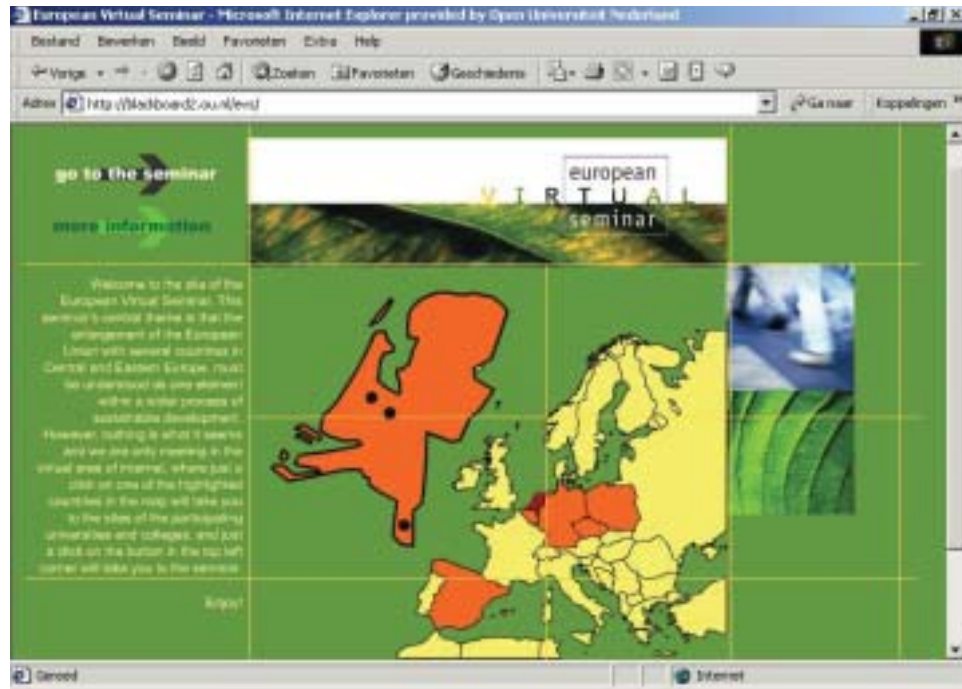 European Virtual Seminar - Microsoft Internet Explorer provided by Open Universiteit Nederland
Bestand Bewerken Beeld Favorieten Extra Help
Vorige Zoeken Favorieten Geschiedenis
Adres http://blackboard2.ou.nl/evs/ Ga naar Koppelingen
go to the seminar
more information
european
VIRTUAL
seminar
Welcome to the site of the
European Virtual Seminar. This
seminar's central theme is that the
enlargement of the European
Union with several countries in
Central and Eastern Europe, must
be understood as one element
within a wider process of
sustainable development.
However, nothing is what it seems
and we are only meeting in the
virtual area of internet, where just a
click on one of the highlighted
countries in the map will take you
to the sites of the participating
universities and colleges, and just
a click on the button in the top left
corner will take you to the seminar.
Enjoy!
Gereed
Internet